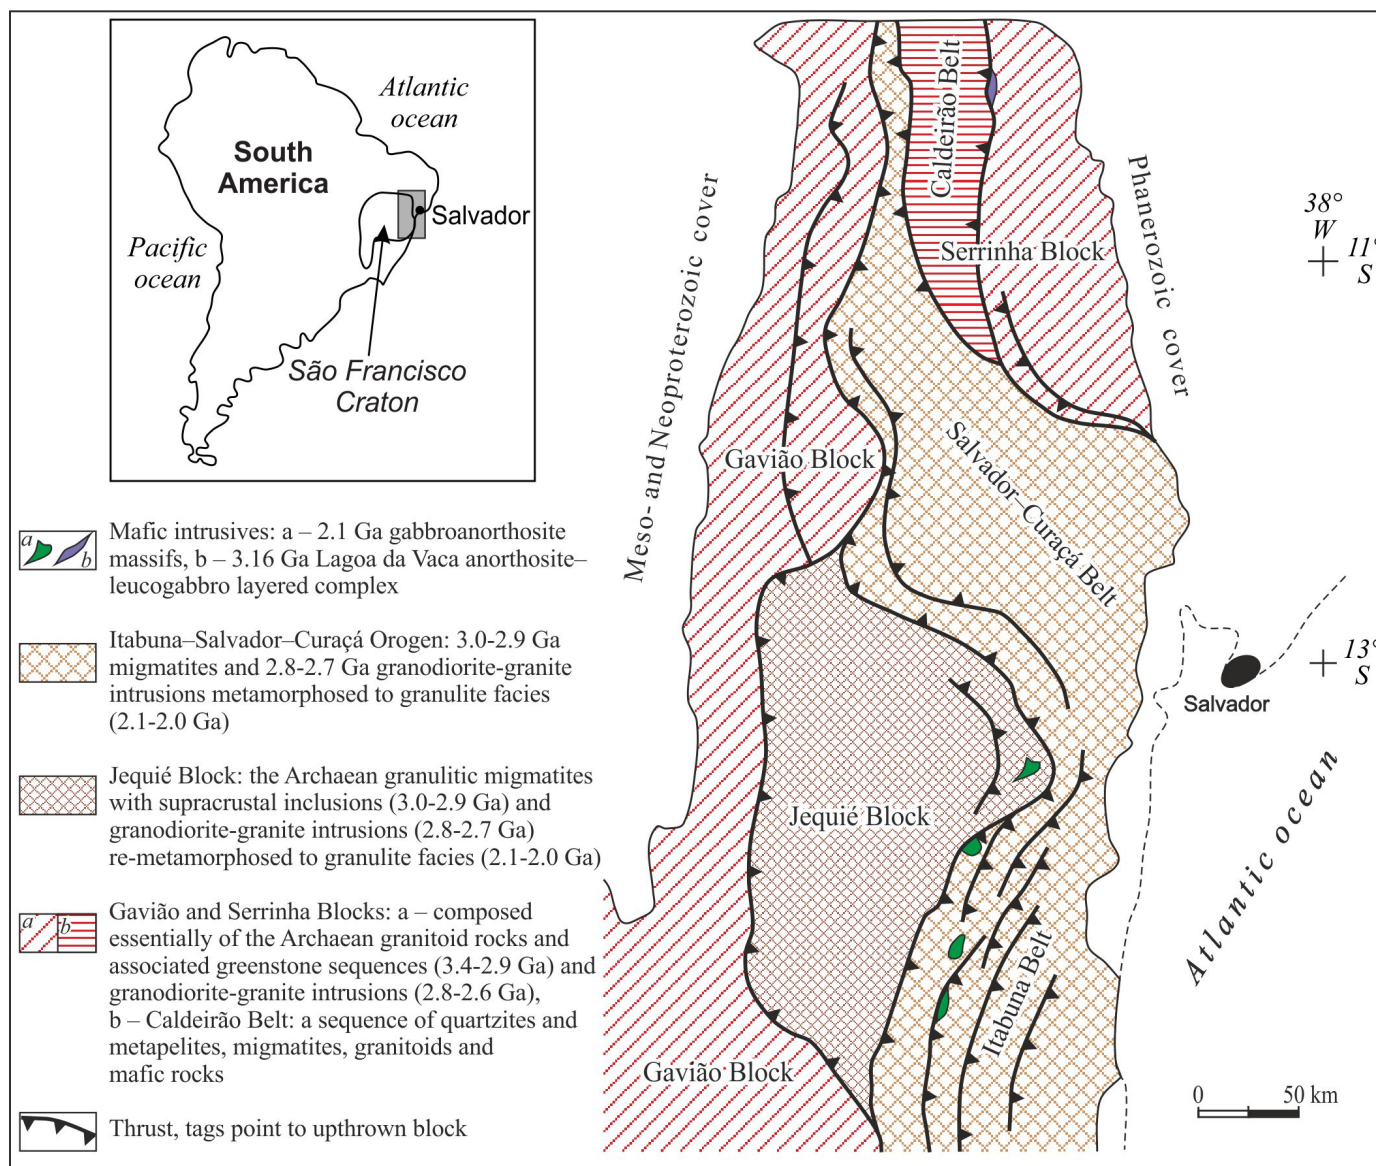 Atlantic
ocean
South
America
Salvador
Pacific
ocean
São Francisco
Craton
a
b
Mafic intrusives: a – 2.1 Ga gabbroanorthosite
massifs, b – 3.16 Ga Lagoa da Vaca anorthosite–
leucogabbro layered complex
Itabuna–Salvador–Curaçá Orogen: 3.0-2.9 Ga
migmatites and 2.8-2.7 Ga granodiorite-granite
intrusions metamorphosed to granulite facies
(2.1-2.0 Ga)
Jequié Block: the Archaean granulitic migmatites
with supracrustal inclusions (3.0-2.9 Ga) and
granodiorite-granite intrusions (2.8-2.7 Ga)
re-metamorphosed to granulite facies (2.1-2.0 Ga)
a
b
Gavião and Serrinha Blocks: a – composed
essentially of the Archaean granitoid rocks and
associated greenstone sequences (3.4-2.9 Ga) and
granodiorite-granite intrusions (2.8-2.6 Ga),
b – Caldeirão Belt: a sequence of quartzites and
metapelites, migmatites, granitoids and
mafic rocks
Thrust, tags point to upthrown block
Meso- and Neoproterozoic cover
Caldeirão Belt
Phanerozoic cover
Serrinha Block
38°
W
11°
S
Gavião Block
Salvador–Curaçá Belt
13°
S
Salvador
Jequié Block
Atlantic ocean
Itabuna Belt
Gavião Block
0 50 km